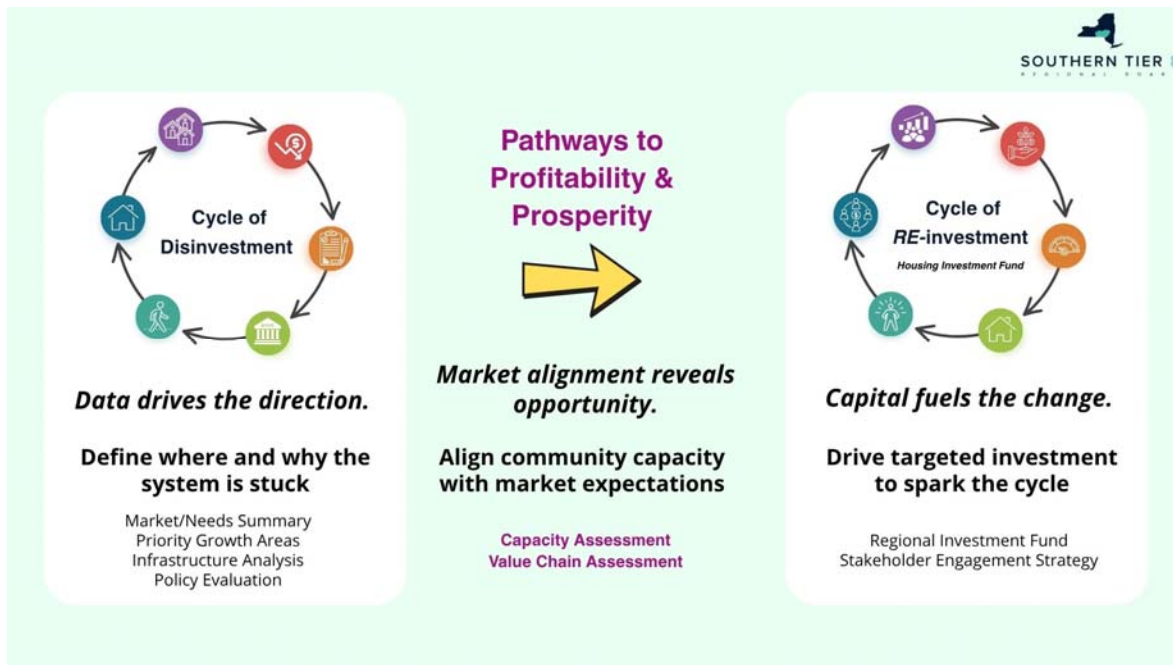 SOUTHERN TIER
REGIONAL
Cycle of
Disinvestment
Data drives the direction.
Define where and why the
system is stuck
Market/Needs Summary
Priority Growth Areas
Infrastructure Analysis
Policy Evaluation
Pathways to
Profitability &
Prosperity
Market alignment reveals
opportunity.
Align community capacity
with market expectations
Capacity Assessment
Value Chain Assessment
Cycle of
RE-investment
Housing Investment Fund
Capital fuels the change.
Drive targeted investment
to spark the cycle
Regional Investment Fund
Stakeholder Engagement Strategy